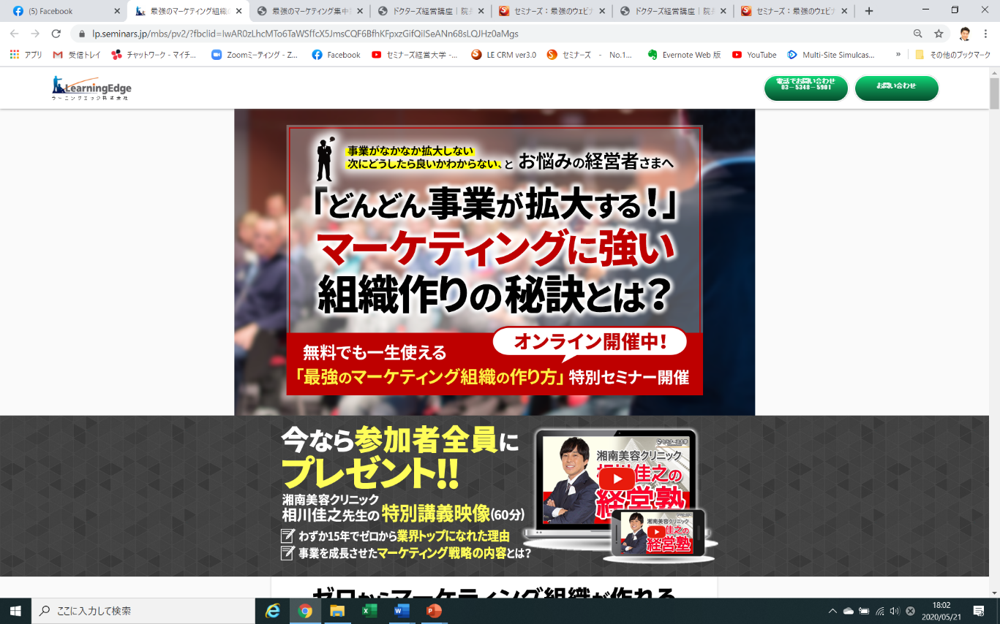 (5) Facebook
最強のマーケティング組織の
最強のマーケティング集中
ドクターズ経営講座｜院
セミナーズ：最強のウェビナ
ドクターズ経営講座｜院
セミナーズ：最強のウェビナ
lp.seminars.jp/mbs/pv2/?fbclid=IwAR0zLhcMTo6TaWSffcX5JmsCQF6BfhKFpxzGifQiISeANn68sLQJHz0aMgs
アプリ
受信トレイ
チャットワーク - マイチ...
Zoomミーティング - Z...
Facebook
セミナーズ経営大学 -...
LE CRM ver3.0
セミナーズ - No.1...
Evernote Web 版
YouTube
Multi-Site Simulcas...
»
その他のブックマーク
LearningEdge
ラーニングエッジ株式会社
電話でお問い合わせ
03-5348-5901
お問い合わせ
事業がなかなか拡大しない
次にどうしたら良いかわからない、と お悩みの経営者さまへ
「どんどん事業が拡大する！」
マーケティングに強い
組織作りの秘訣とは？
オンライン開催中！
無料でも一生使える
「最強のマーケティング組織の作り方」特別セミナー開催
今なら参加者全員に
プレゼント!!
湘南美容クリニック
相川佳之先生の特別講義映像(60分)
わずか15年でゼロから業界トップになれた理由
事業を成長させたマーケティング戦略の内容とは？
セミナーズ大学
湘南美容クリニック
相川佳之の
経営塾
湘南美容クリニック
佳之の
経営塾
ゼロからマーケティング組織が作れる
ここに入力して検索
18:02
2020/05/21